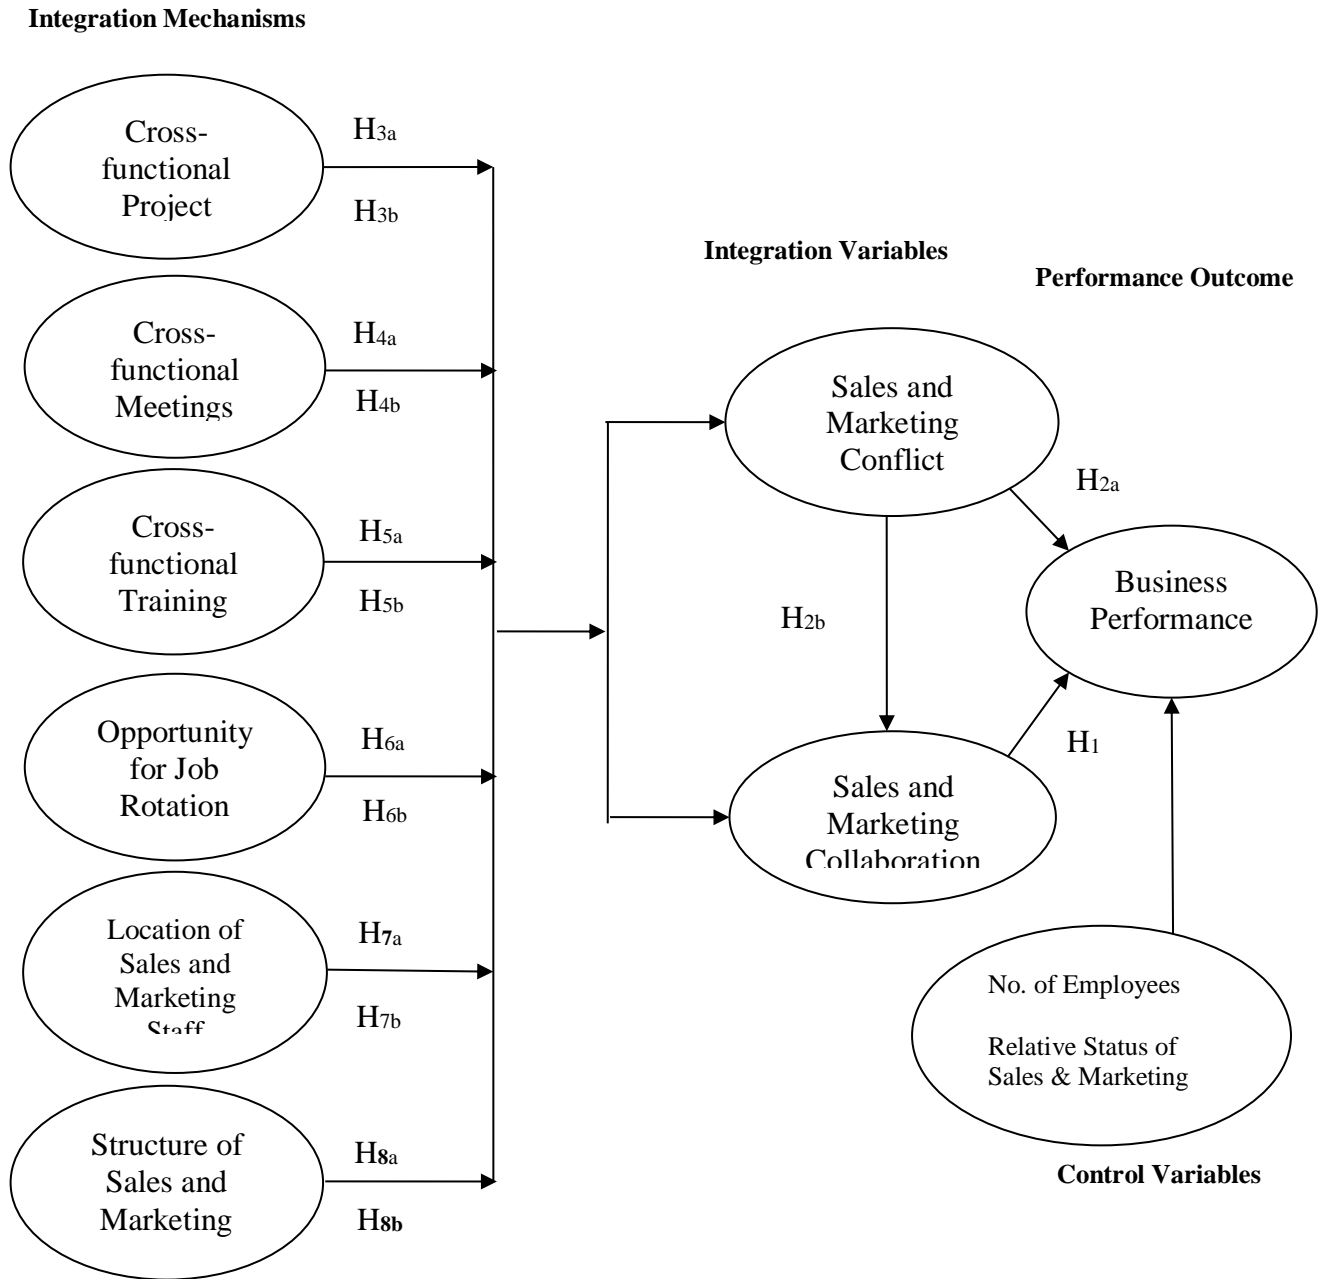 Integration Mechanisms
Cross-
functional
Project
H3a
H3b
Cross-
functional
Meetings
H4a
H4b
Cross-
functional
Training
H5a
H5b
Opportunity
for Job
Rotation
H6a
H6b
Location of
Sales and
Marketing
Staff
H7a
H7b
Structure of
Sales and
Marketing
H8a
H8b
Integration Variables
Sales and
Marketing
Conflict
H2a
H2b
Sales and
Marketing
Collaboration
H1
Performance Outcome
Business
Performance
No. of Employees
Relative Status of
Sales & Marketing
Control Variables